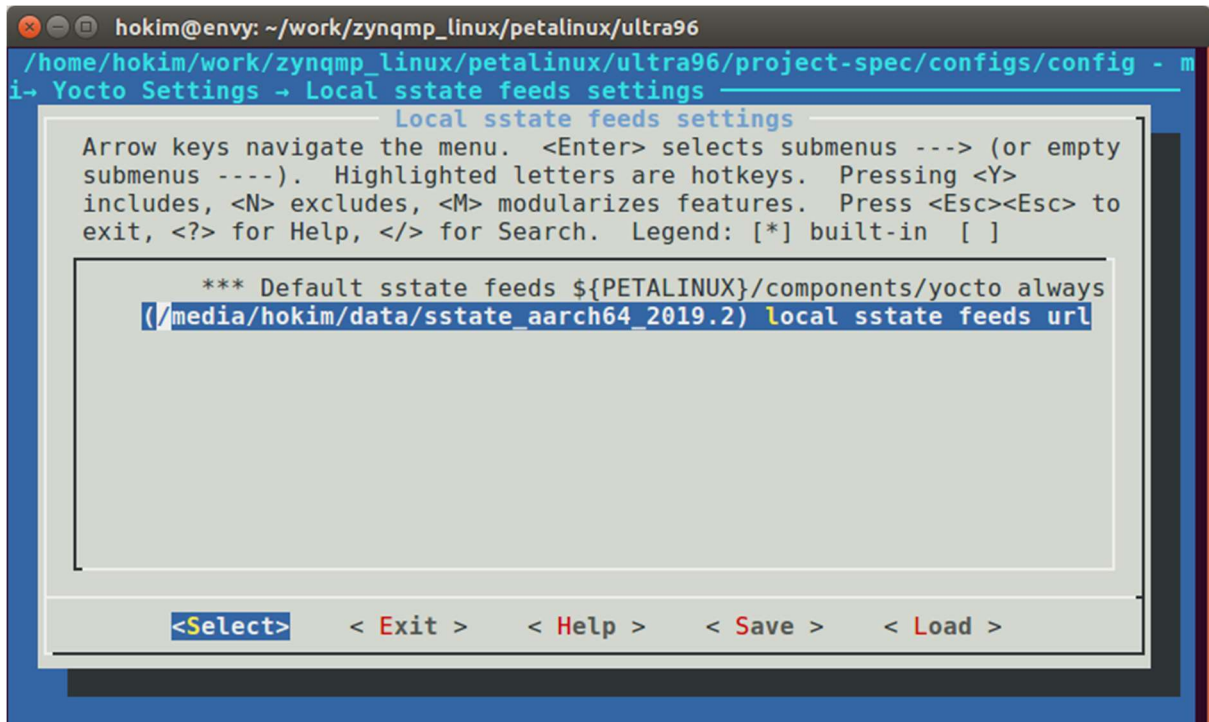 hokim@envy: ~/work/zynqmp_linux/petalinux/ultra96
/home/hokim/work/zynqmp_linux/petalinux/ultra96/project-spec/configs/config - m
i→ Yocto Settings → Local sstate feeds settings
Local sstate feeds settings
Arrow keys navigate the menu.  <Enter> selects submenus ---> (or empty
submenus ----).  Highlighted letters are hotkeys.  Pressing <Y>
includes, <N> excludes, <M> modularizes features.  Press <Esc><Esc> to
exit, <?> for Help, </> for Search.  Legend: [*] built-in  [ ]
*** Default sstate feeds ${PETALINUX}/components/yocto always
(/media/hokim/data/sstate_aarch64_2019.2) local sstate feeds url
<Select>    < Exit >    < Help >    < Save >    < Load >